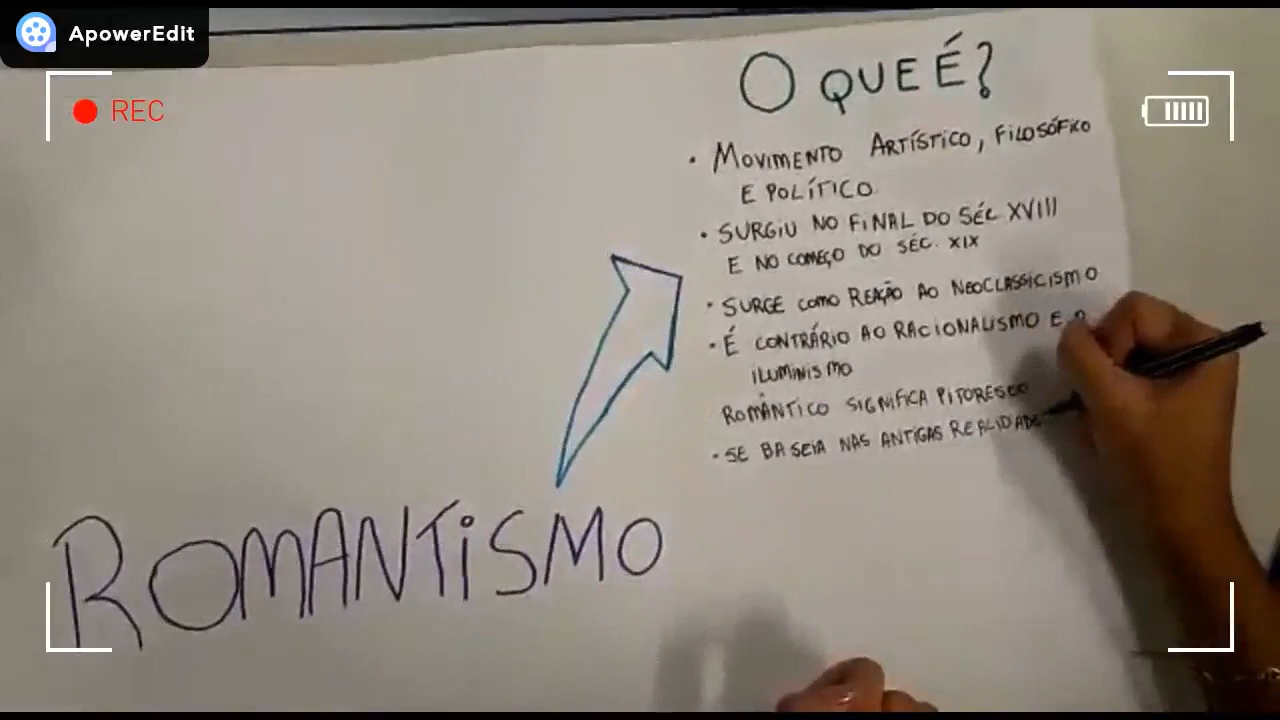 ApowerEdit
REC
O QUE É?
• MOVIMENTO ARTÍSTICO, FILOSÓFICO
E POLÍTICO.
• SURGIU NO FINAL DO SÉC XVIII
E NO COMEÇO DO SÉC. XIX
• SURGE COMO REAÇÃO AO NEOCLASSICISMO
• É CONTRÁRIO AO RACIONALISMO E O
ILUMINISMO
ROMÂNTICO SIGNIFICA PITORESCO
• SE BASEIA NAS ANTIGAS REALIDADE
ROMANTISMO